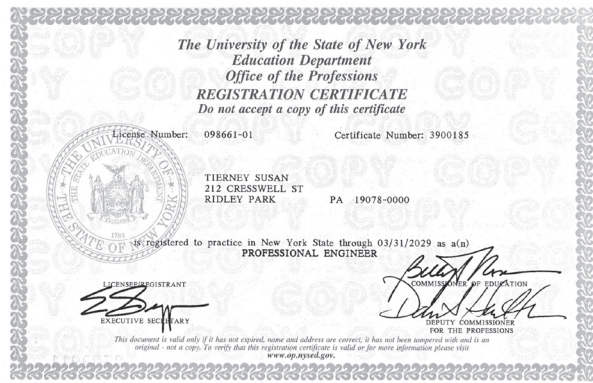 The University of the State of New York
Education Department
Office of the Professions
REGISTRATION CERTIFICATE
Do not accept a copy of this certificate
License Number: 098661-01 Certificate Number: 3900185
THE UNIVERSITY OF THE STATE OF NEW YORK
THE STATE EDUCATION DEPARTMENT
1784
TIERNEY SUSAN
212 CRESSWELL ST
RIDLEY PARK PA 19078-0000
is registered to practice in New York State through 03/31/2029 as a(n)
PROFESSIONAL ENGINEER
LICENSEE/REGISTRANT
EXECUTIVE SECRETARY
COMMISSIONER OF EDUCATION
DEPUTY COMMISSIONER
FOR THE PROFESSIONS
This document is valid only if it has not expired, name and address are correct, it has not been tampered with and is an
original - not a copy. To verify that this registration certificate is valid or for more information please visit
www.op.nysed.gov.
COPY